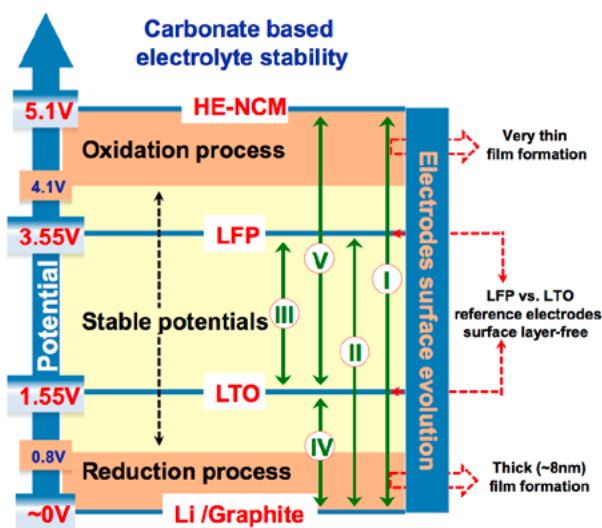 Carbonate based
electrolyte stability
5.1V
HE-NCM
Oxidation process
Very thin
film formation
4.1V
3.55V
LFP
V
I
III
Stable potentials
II
LFP vs. LTO
reference electrodes
surface layer-free
Potential
Electrodes surface evolution
1.55V
LTO
IV
0.8V
Reduction process
Thick (~8nm)
film formation
~0V
Li /Graphite